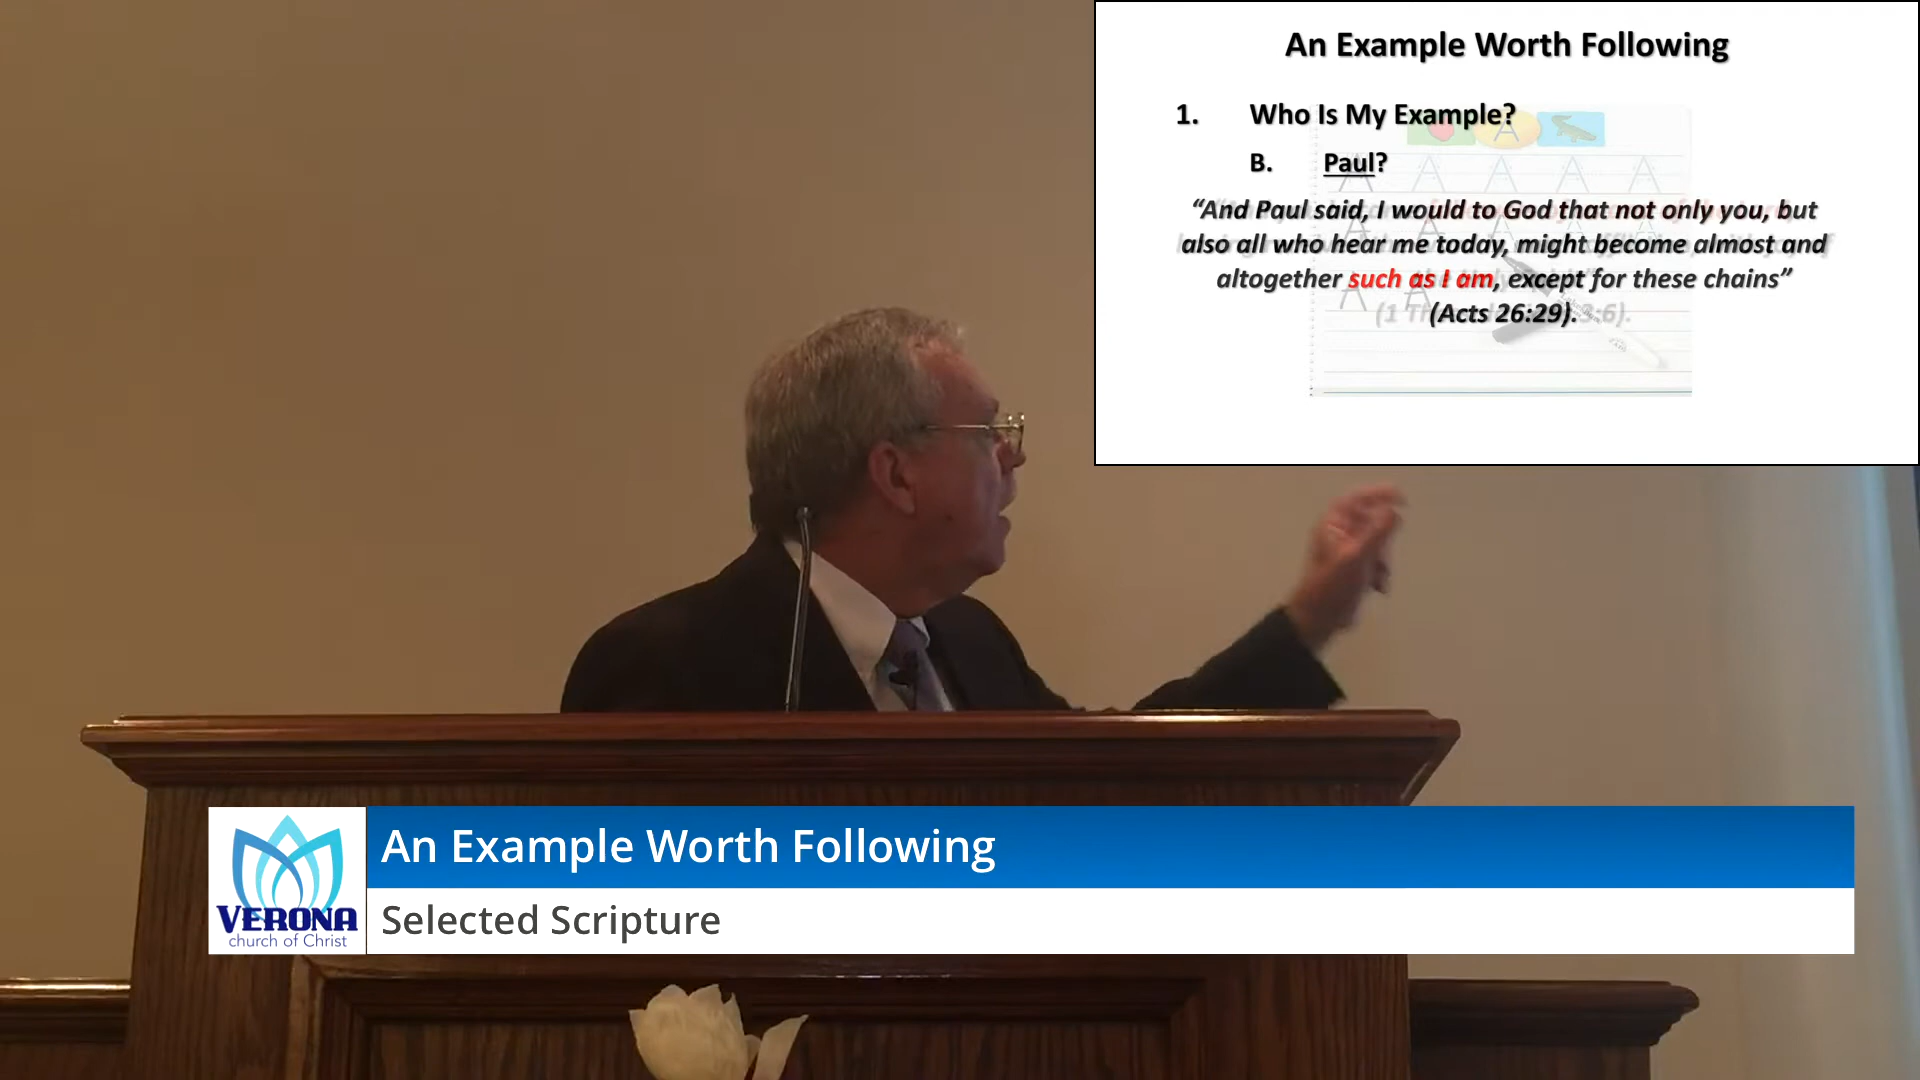 An Example Worth Following
1. Who Is My Example?
B. Paul?
“And Paul said, I would to God that not only you, but
also all who hear me today, might become almost and
altogether such as I am, except for these chains”
(Acts 26:29).
An Example Worth Following
Selected Scripture
VERONA
church of Christ